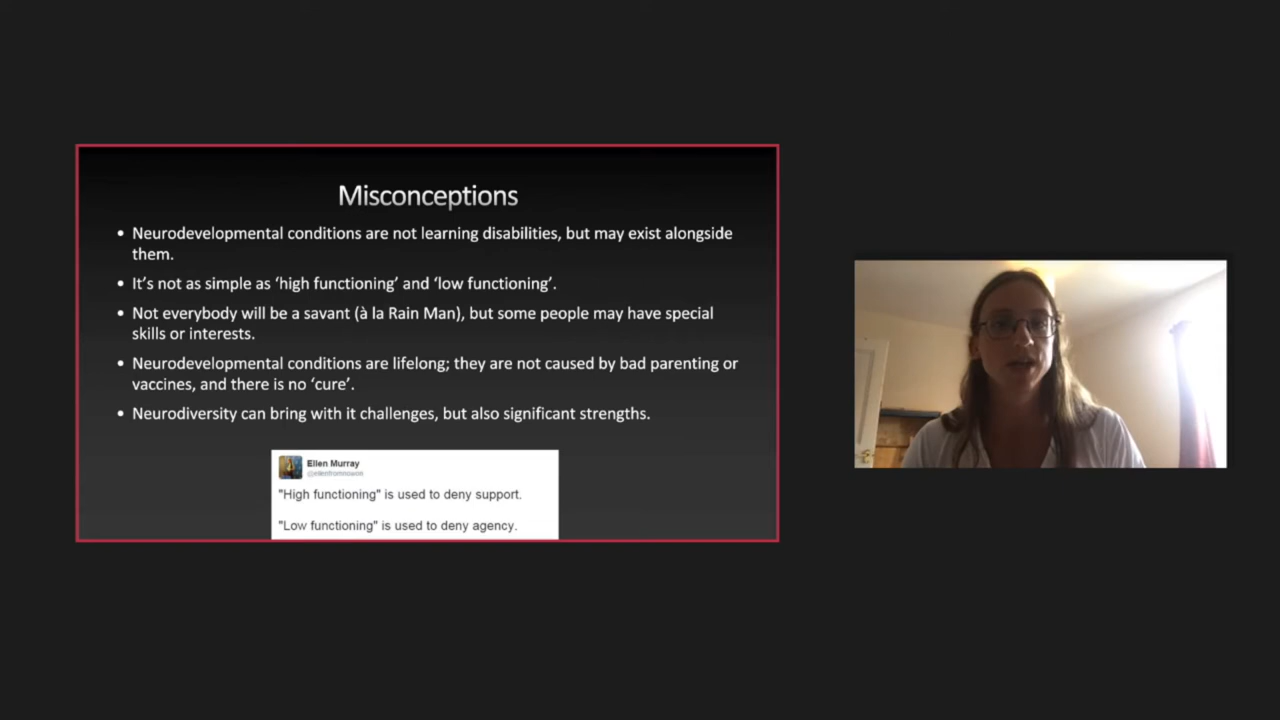 Misconceptions
• Neurodevelopmental conditions are not learning disabilities, but may exist alongside
them.
• It’s not as simple as ‘high functioning’ and ‘low functioning’.
• Not everybody will be a savant (à la Rain Man), but some people may have special
skills or interests.
• Neurodevelopmental conditions are lifelong; they are not caused by bad parenting or
vaccines, and there is no ‘cure’.
• Neurodiversity can bring with it challenges, but also significant strengths.
Ellen Murray
"High functioning" is used to deny support.
"Low functioning" is used to deny agency.